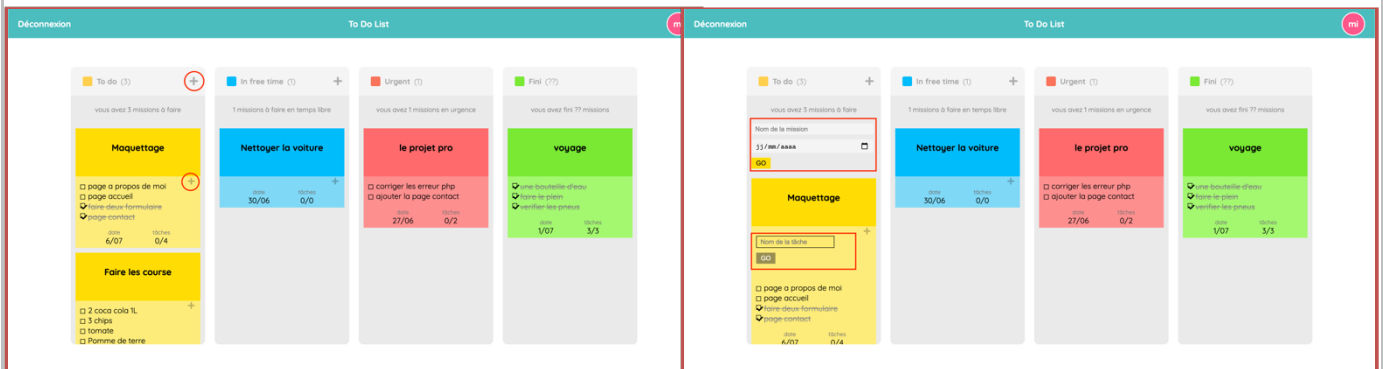 Déconnexion
To Do List
To do (3)
In free time (1)
Urgent (1)
Fini (??)
vous avez 3 missions à faire
1 missions à faire en temps libre
vous avez 1 missions en urgence
vous avez fini ?? missions
Maquettage
page a propos de moi
page accueil
faire deux formulaire
page contact
date
tâches
6/07
0/4
Faire les course
2 coca cola 1L
3 chips
tomate
Pomme de terre
Nettoyer la voiture
date
tâches
30/06
0/0
le projet pro
corriger les erreur php
ajouter la page contact
date
tâches
27/06
0/2
voyage
une bouteille d'eau
faire le plein
verifier les pneus
date
tâches
1/07
3/3
Déconnexion
To Do List
mi
To do (3)
In free time (1)
Urgent (1)
Fini (??)
vous avez 3 missions à faire
1 missions à faire en temps libre
vous avez 1 missions en urgence
vous avez fini ?? missions
Nom de la mission
jj/mm/aaaa
GO
Maquettage
Nom de la tâche
GO
page a propos de moi
page accueil
faire deux formulaire
page contact
date
tâches
6/07
0/4
Nettoyer la voiture
date
tâches
30/06
0/0
le projet pro
corriger les erreur php
ajouter la page contact
date
tâches
27/06
0/2
voyage
une bouteille d'eau
faire le plein
verifier les pneus
date
tâches
1/07
3/3